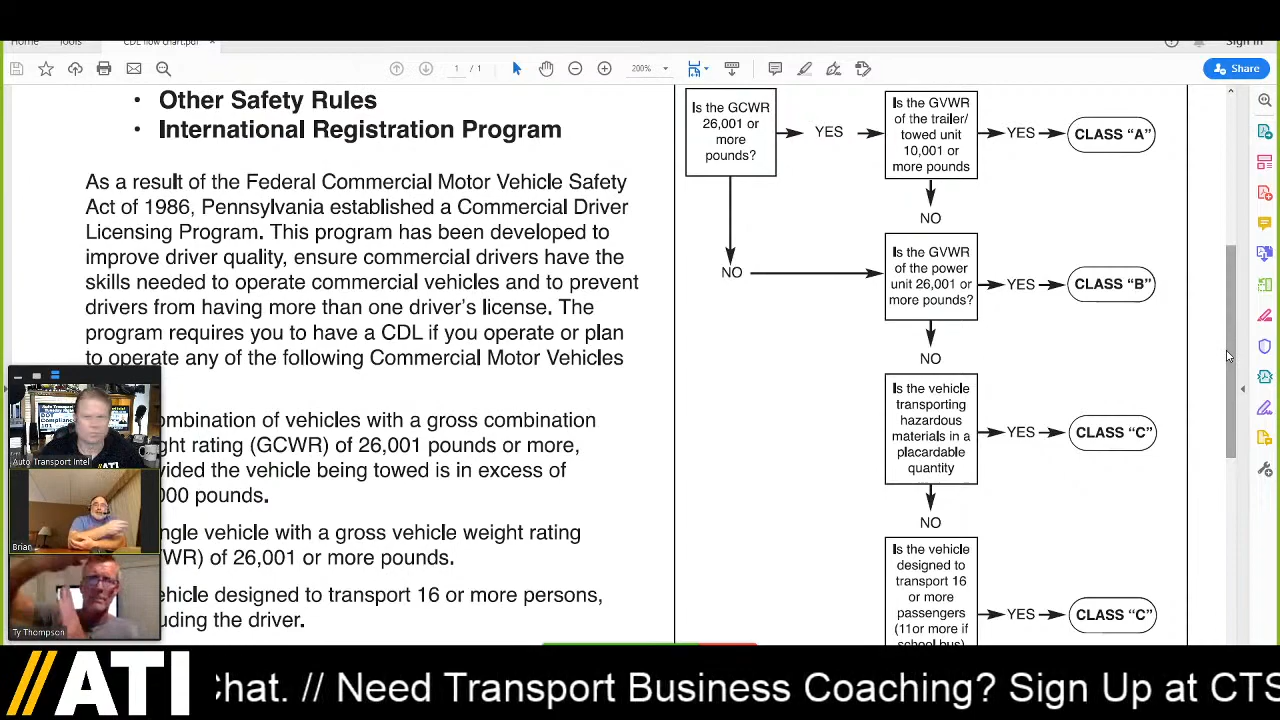 Home
Tools
CDL flow chart.pdf
Sign In
1 / 1
200%
Share
• Other Safety Rules
• International Registration Program
As a result of the Federal Commercial Motor Vehicle Safety
Act of 1986, Pennsylvania established a Commercial Driver
Licensing Program. This program has been developed to
improve driver quality, ensure commercial drivers have the
skills needed to operate commercial vehicles and to prevent
drivers from having more than one driver's license. The
program requires you to have a CDL if you operate or plan
to operate any of the following Commercial Motor Vehicles
ombination of vehicles with a gross combination
ght rating (GCWR) of 26,001 pounds or more,
vided the vehicle being towed is in excess of
000 pounds.
ngle vehicle with a gross vehicle weight rating
WR) of 26,001 or more pounds.
ehicle designed to transport 16 or more persons,
uding the driver.
Is the GCWR
26,001 or
more
pounds?
YES
Is the GVWR
of the trailer/
towed unit
10,001 or
more pounds
YES
CLASS "A"
NO
NO
Is the GVWR
of the power
unit 26,001 or
more pounds?
YES
CLASS "B"
NO
Is the vehicle
transporting
hazardous
materials in a
placardable
quantity
YES
CLASS "C"
NO
Is the vehicle
designed to
transport 16
or more
passengers
(11or more if
school bus)
YES
CLASS "C"
Auto Transport Intel
ATI
Brian
Ty Thompson
//ATI
Chat. // Need Transport Business Coaching? Sign Up at CTS